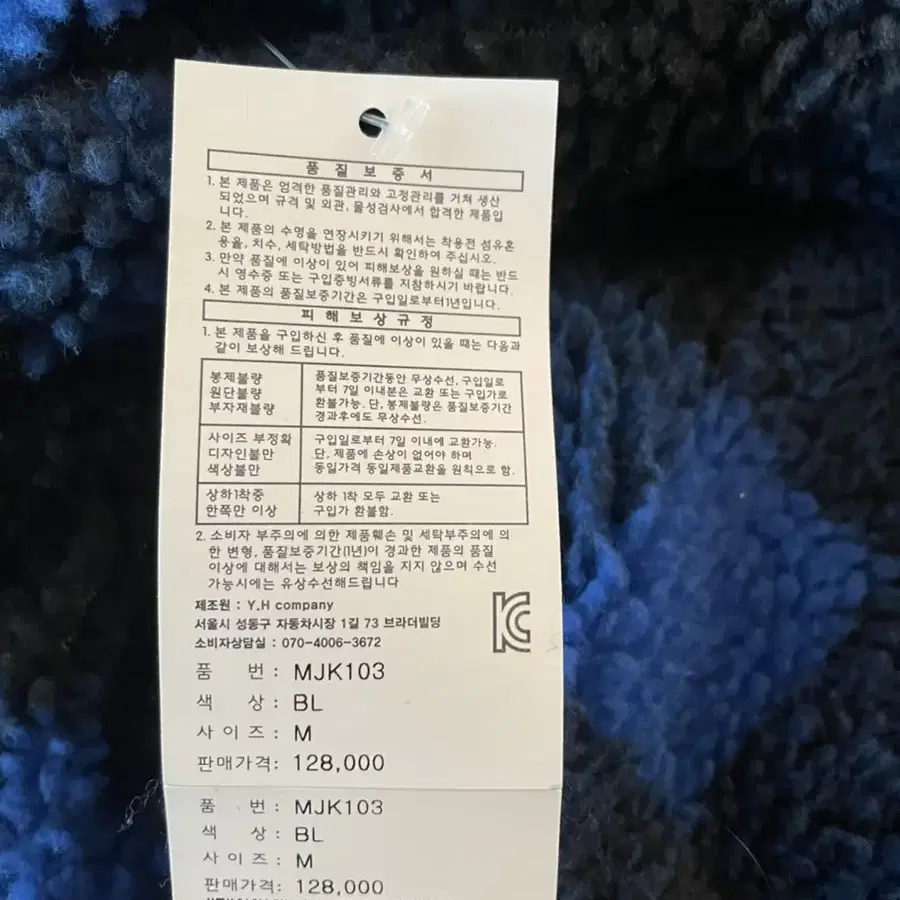 품 질 보 증 서
1. 본 제품은 엄격한 품질관리와 고정관리를 거쳐 생산
되었으며 규격 및 외관, 물성검사에서 합격한 제품입
니다.
2. 본 제품의 수명을 연장시키기 위해서는 착용전 섬유혼
용율, 치수, 세탁방법을 반드시 확인하여 주십시오.
3. 만약 품질에 이상이 있어 피해보상을 원하실 때는 반드
시 영수증 또는 구입증빙서류를 지참하시기 바랍니다.
4. 본 제품의 품질보증기간은 구입일로부터1년입니다.
피 해 보 상 규 정
1. 본 제품을 구입하신 후 품질에 이상이 있을 때는 다음과
같이 보상해 드립니다.
봉제불량
원단불량
부자재불량
품질보증기간동안 무상수선, 구입일로
부터 7일 이내분은 교환 또는 구입가로
환불가능. 단, 봉제불량은 품질보증기간
경과후에도 무상수선.
사이즈 부정확
디자인불만
색상불만
구입일로부터 7일 이내에 교환가능.
단, 제품에 손상이 없어야 하며
동일가격 동일제품교환을 원칙으로 함.
상하1착중
한쪽만 이상
상하 1착 모두 교환 또는
구입가 환불함.
2. 소비자 부주의에 의한 제품훼손 및 세탁부주의에 의
한 변형, 품질보증기간(1년)이 경과한 제품의 품질
이상에 대해서는 보상의 책임을 지지 않으며 수선
가능시에는 유상수선해드립니다.
제조원 : Y.H company
서울시 성동구 자동차시장 1길 73 브라더빌딩
소비자상담실 : 070-4006-3672
품 번 : MJK103
색 상 : BL
사 이 즈 : M
판매가격 : 128,000
품 번 : MJK103
색 상 : BL
사 이 즈 : M
판매가격 : 128,000